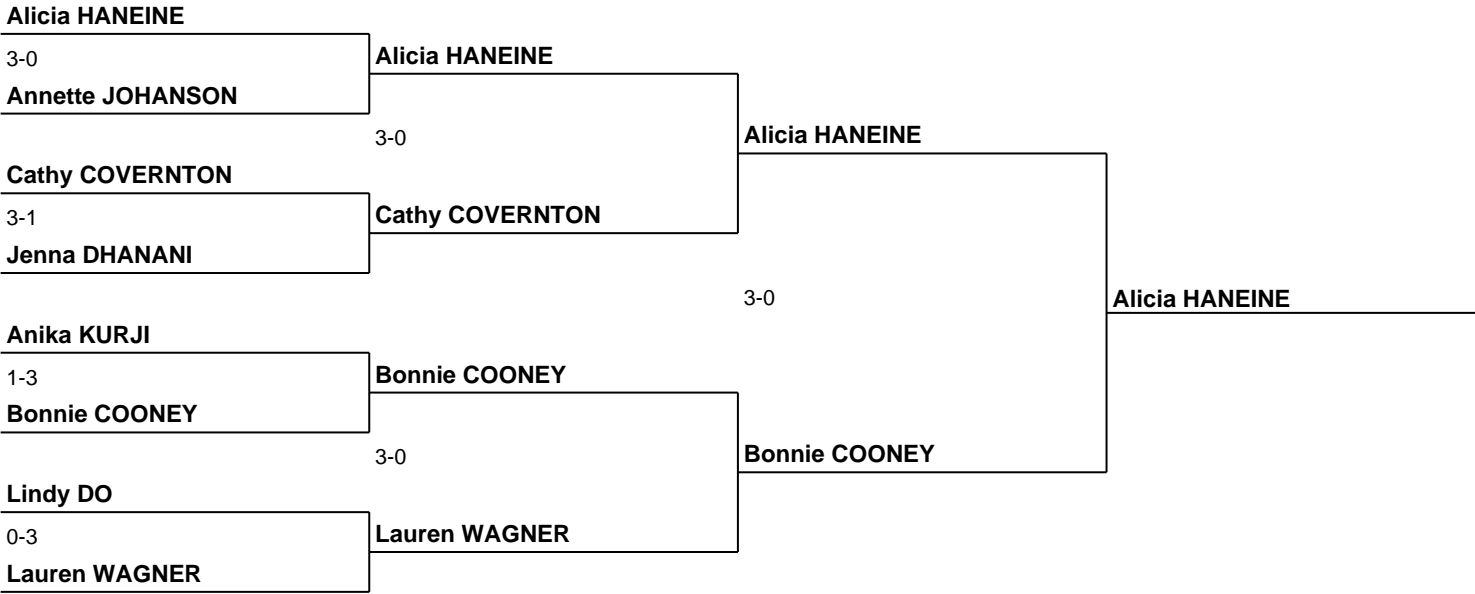 Alicia HANEINE
3-0
Annette JOHANSON
Alicia HANEINE
3-0
Cathy COVERNTON
3-1
Jenna DHANANI
Cathy COVERNTON
Alicia HANEINE
3-0
Alicia HANEINE
Anika KURJI
1-3
Bonnie COONEY
Bonnie COONEY
3-0
Bonnie COONEY
Lindy DO
0-3
Lauren WAGNER
Lauren WAGNER